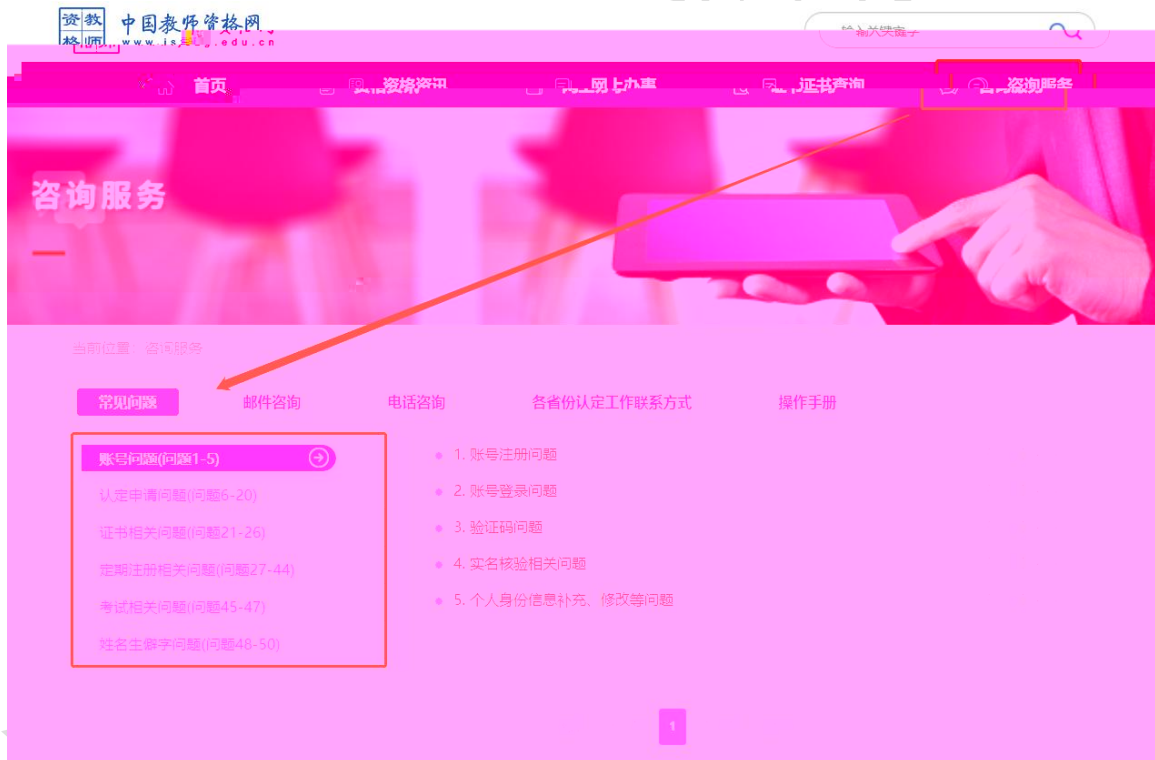 资教 中国教师资格网
格师 www.js
输入关键字
首页 资格资讯 网上办事 证书查询 咨询服务
咨询服务
当前位置 咨询服务
常见问题 邮件咨询 电话咨询 各省份认定工作联系方式 操作手册
账号问题(问题1-5)
认定申请问题(问题6-20)
证书相关问题(问题21-26)
定期注册相关问题(问题27-44)
考试相关问题(问题45-47)
姓名生僻字问题(问题48-50)
1. 账号注册问题
2. 账号登录问题
3. 验证码问题
4. 实名核验相关问题
5. 个人身份信息补充、修改等问题
1